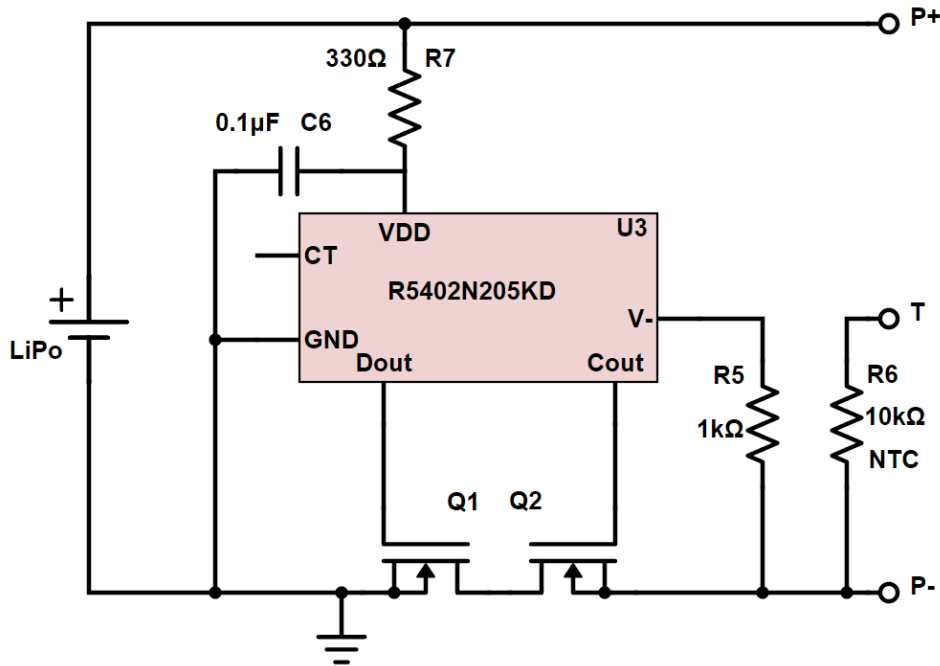 P+
330Ω R7
0.1µF C6
VDD
U3
CT
R5402N205KD
+
LiPo
GND
V-
T
Dout
Cout
R5
1kΩ
R6
10kΩ
NTC
Q1
Q2
P-